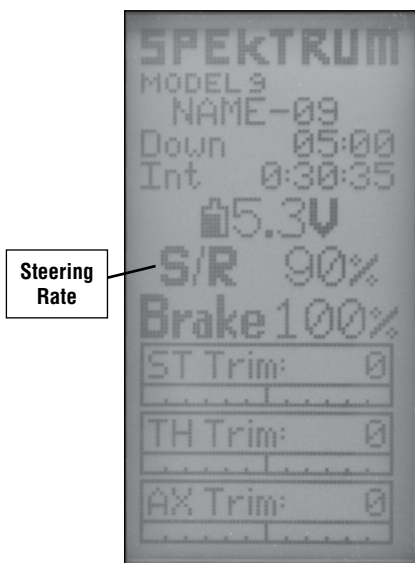 SPEKTRUM
MODEL9
NAME-09
Down 05:00
Int 0:30:35
5.3V
Steering
Rate
S/R 90%
Brake 100%
ST Trim: 0
TH Trim: 0
AX Trim: 0